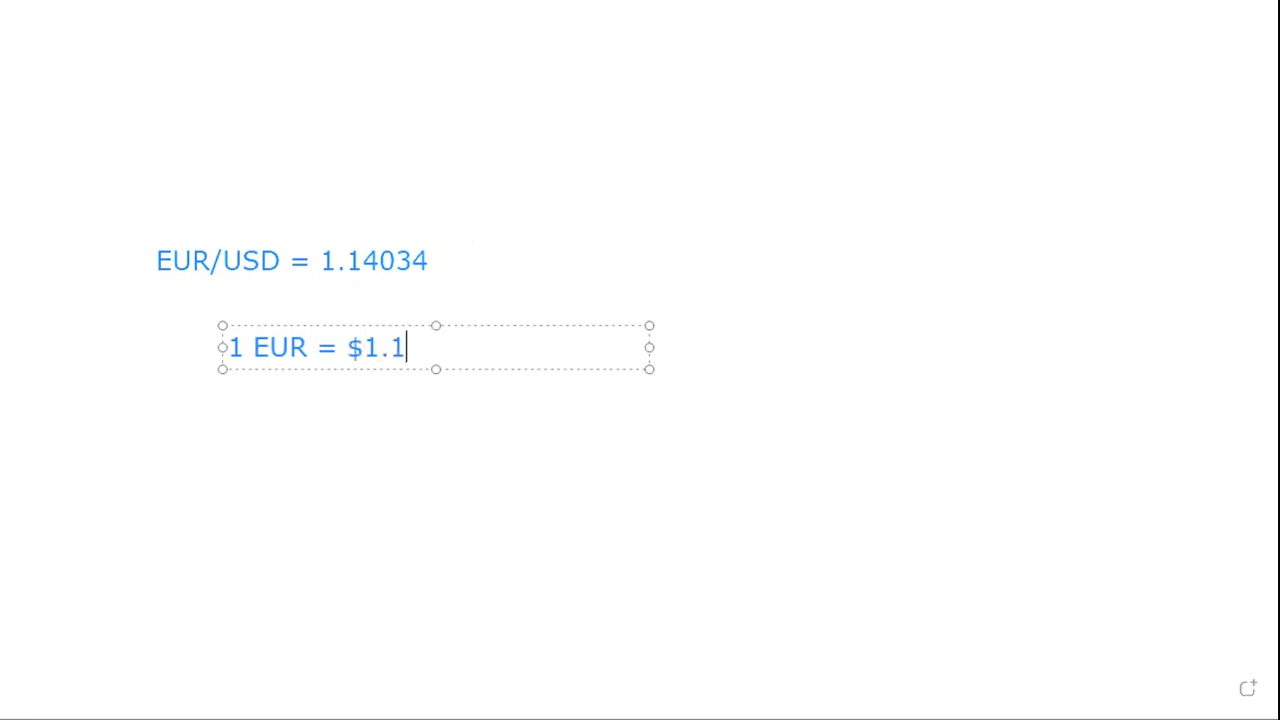 EUR/USD = 1.14034
1 EUR = $1.1